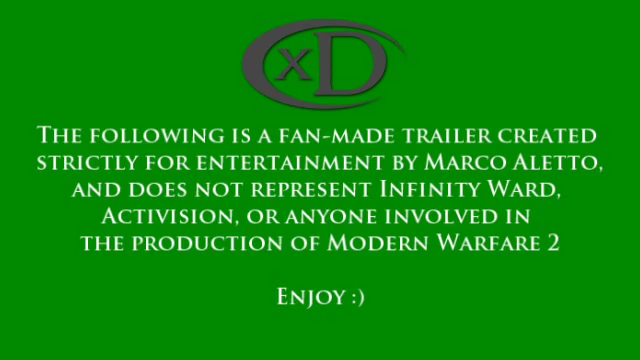 xD
The following is a fan-made trailer created
strictly for entertainment by Marco Aletto,
and does not represent Infinity Ward,
Activision, or anyone involved in
the production of Modern Warfare 2
Enjoy :)